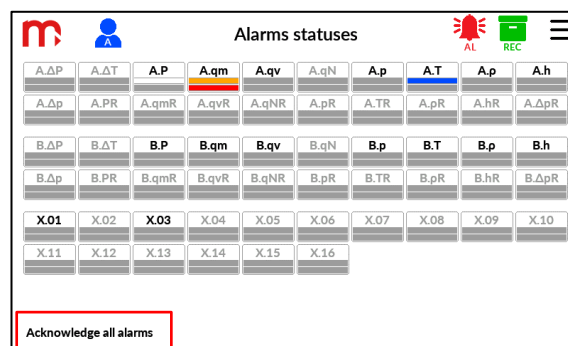 A Alarms statuses AL REC
A.ΔP A.ΔT A.P A.qm A.qv A.qN A.p A.T A.ρ A.h
A.Δp A.PR A.qmR A.qvR A.qNR A.pR A.TR A.ρR A.hR A.ΔpR
B.ΔP B.ΔT B.P B.qm B.qv B.qN B.p B.T B.ρ B.h
B.Δp B.PR B.qmR B.qvR B.qNR B.pR B.TR B.ρR B.hR B.ΔpR
X.01 X.02 X.03 X.04 X.05 X.06 X.07 X.08 X.09 X.10
X.11 X.12 X.13 X.14 X.15 X.16
Acknowledge all alarms